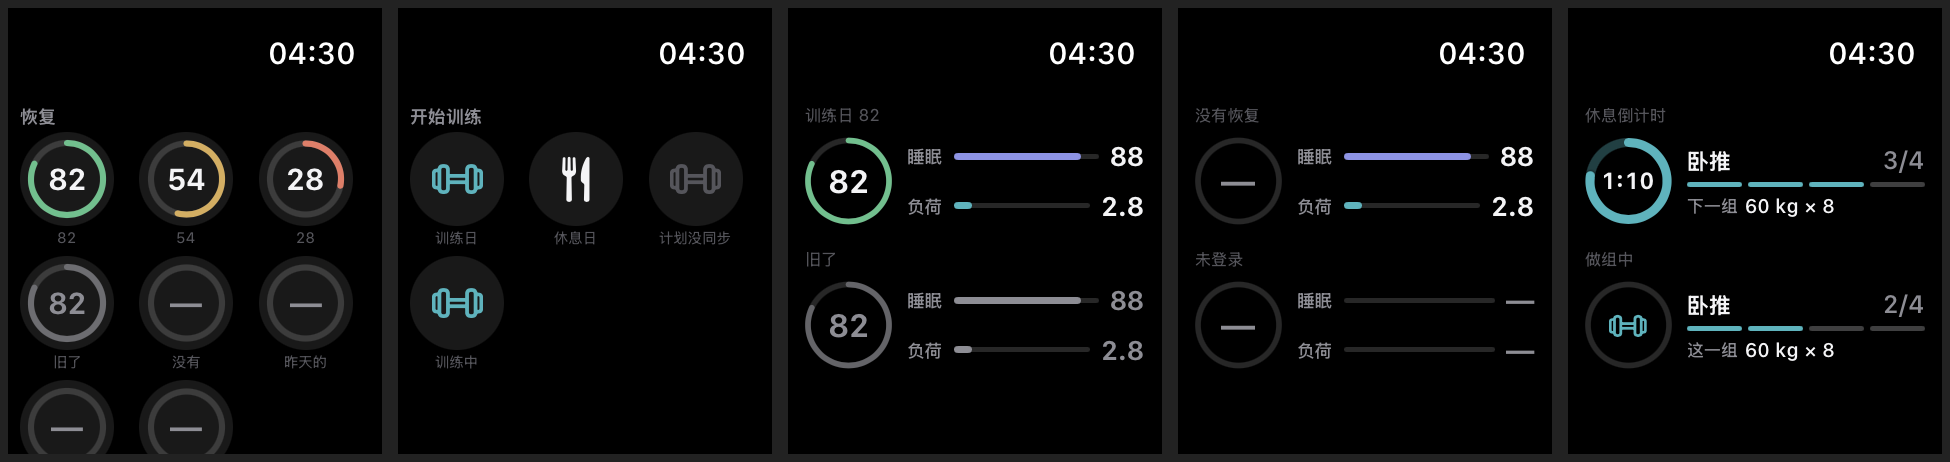 04:30
恢复
82
54
28
82
54
28
82
—
—
旧了
没有
昨天的
—
—
04:30
开始训练
训练日
休息日
计划没同步
训练中
04:30
训练日 82
82
睡眠 88
负荷 2.8
旧了
82
睡眠 88
负荷 2.8
04:30
没有恢复
—
睡眠 88
负荷 2.8
未登录
—
睡眠 —
负荷 —
04:30
休息倒计时
1:10
卧推 3/4
下一组 60 kg × 8
做组中
卧推 2/4
这一组 60 kg × 8